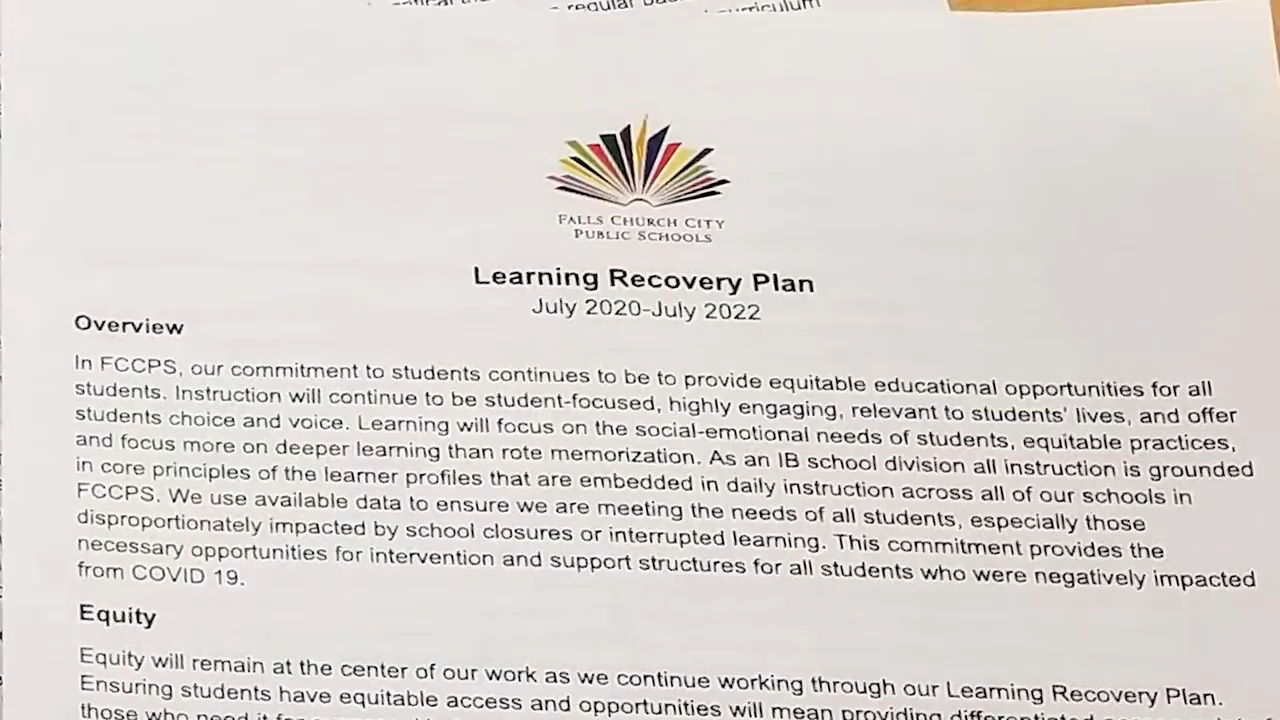 regular
curriculum
FALLS CHURCH CITY
PUBLIC SCHOOLS
Learning Recovery Plan
July 2020-July 2022
Overview
In FCCPS, our commitment to students continues to be to provide equitable educational opportunities for all
students. Instruction will continue to be student-focused, highly engaging, relevant to students' lives, and offer
students choice and voice. Learning will focus on the social-emotional needs of students, equitable practices,
and focus more on deeper learning than rote memorization. As an IB school division all instruction is grounded
in core principles of the learner profiles that are embedded in daily instruction across all of our schools in
FCCPS. We use available data to ensure we are meeting the needs of all students, especially those
disproportionately impacted by school closures or interrupted learning. This commitment provides the
necessary opportunities for intervention and support structures for all students who were negatively impacted
from COVID 19.
Equity
Equity will remain at the center of our work as we continue working through our Learning Recovery Plan.
Ensuring students have equitable access and opportunities will mean providing differentiated
those who need it for